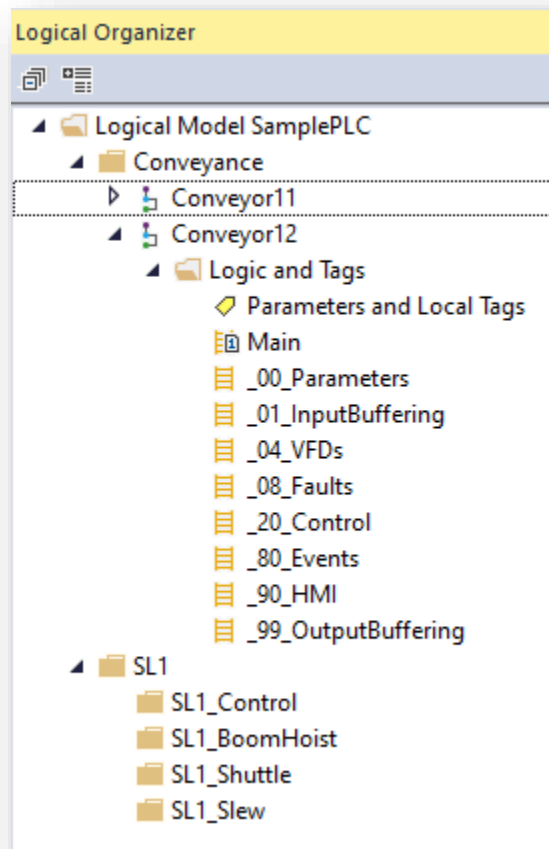 Logical Organizer
Logical Model SamplePLC
Conveyance
Conveyor11
Conveyor12
Logic and Tags
Parameters and Local Tags
Main
_00_Parameters
_01_InputBuffering
_04_VFDs
_08_Faults
_20_Control
_80_Events
_90_HMI
_99_OutputBuffering
SL1
SL1_Control
SL1_BoomHoist
SL1_Shuttle
SL1_Slew